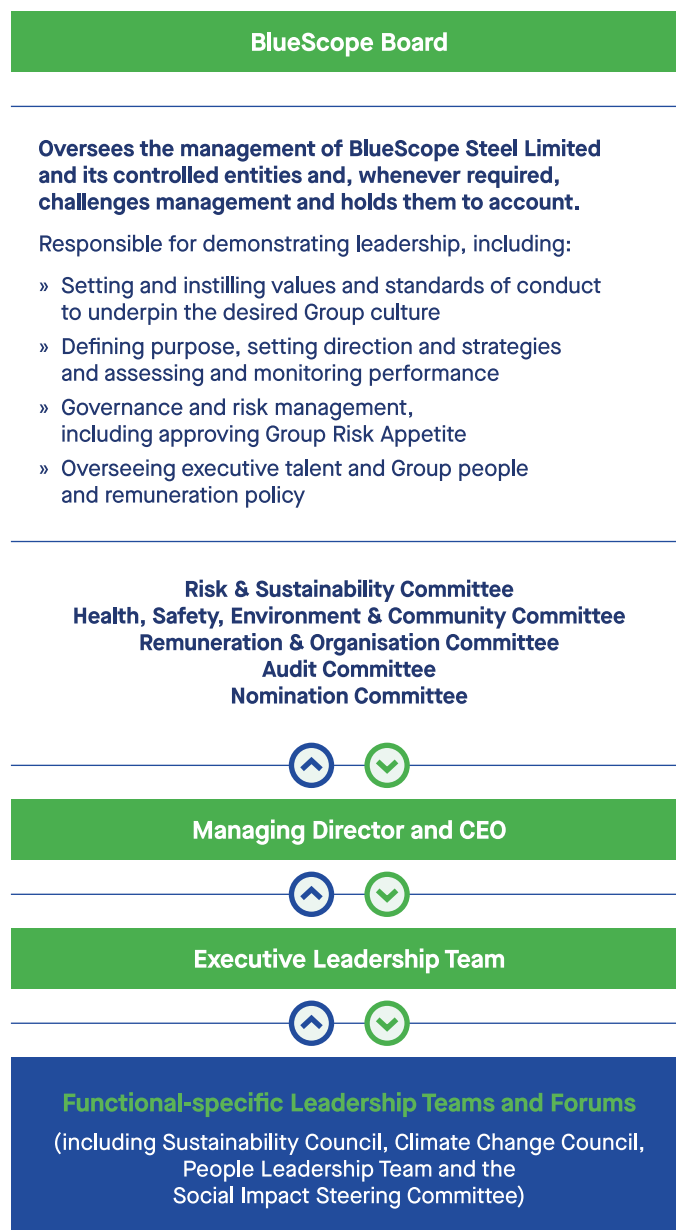 BlueScope Board
Oversees the management of BlueScope Steel Limited
and its controlled entities and, whenever required,
challenges management and holds them to account.
Responsible for demonstrating leadership, including:
» Setting and instilling values and standards of conduct
to underpin the desired Group culture
» Defining purpose, setting direction and strategies
and assessing and monitoring performance
» Governance and risk management,
including approving Group Risk Appetite
» Overseeing executive talent and Group people
and remuneration policy
Risk & Sustainability Committee
Health, Safety, Environment & Community Committee
Remuneration & Organisation Committee
Audit Committee
Nomination Committee
Managing Director and CEO
Executive Leadership Team
Functional-specific Leadership Teams and Forums
(including Sustainability Council, Climate Change Council,
People Leadership Team and the
Social Impact Steering Committee)